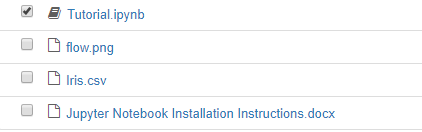 Tutorial.ipynb
flow.png
Iris.csv
Jupyter Notebook Installation Instructions.docx